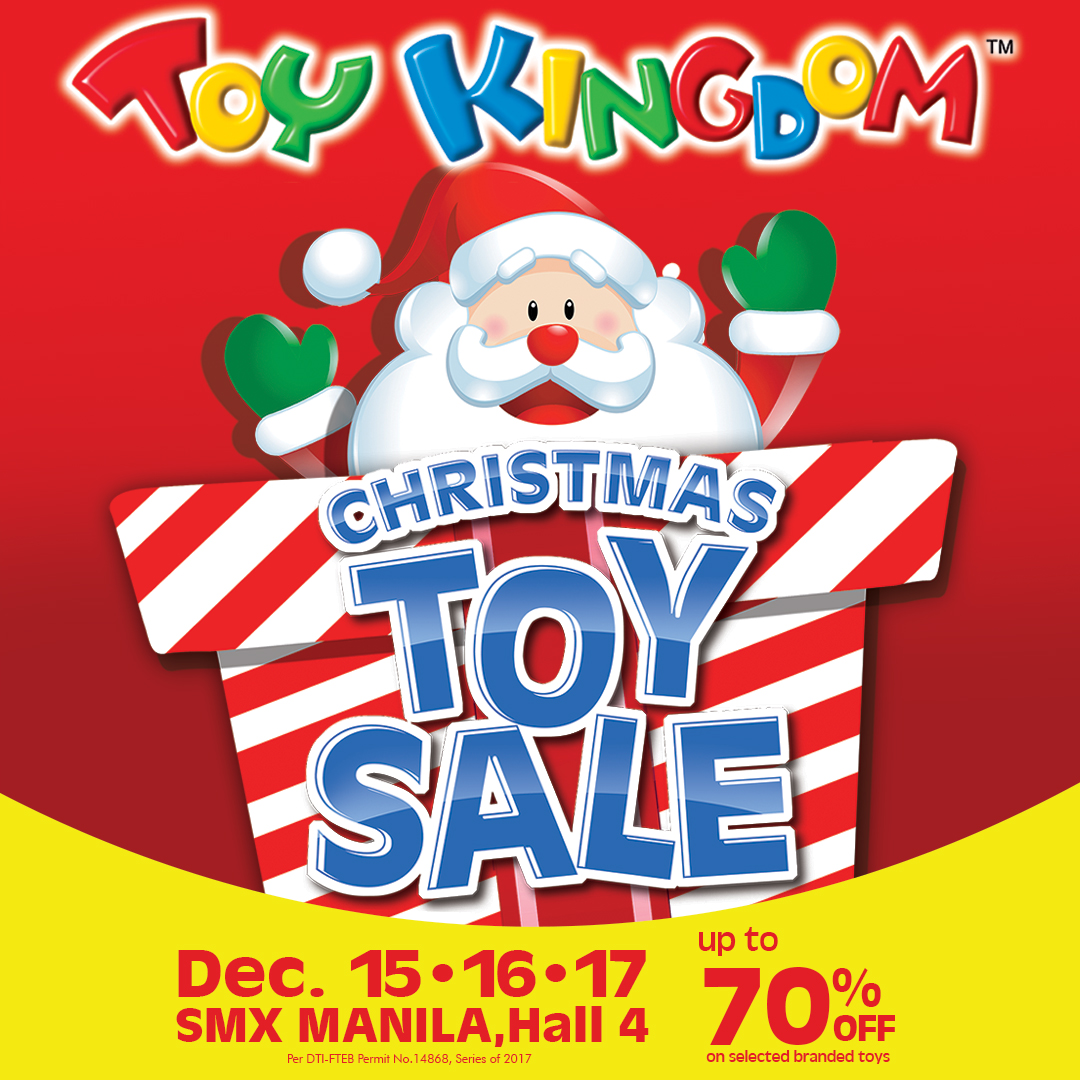 TOY KINGDOM™
CHRISTMAS
TOY
SALE
Dec. 15•16•17
SMX MANILA,Hall 4
Per DTI-FTEB Permit No.14868, Series of 2017
up to
70% OFF
on selected branded toys